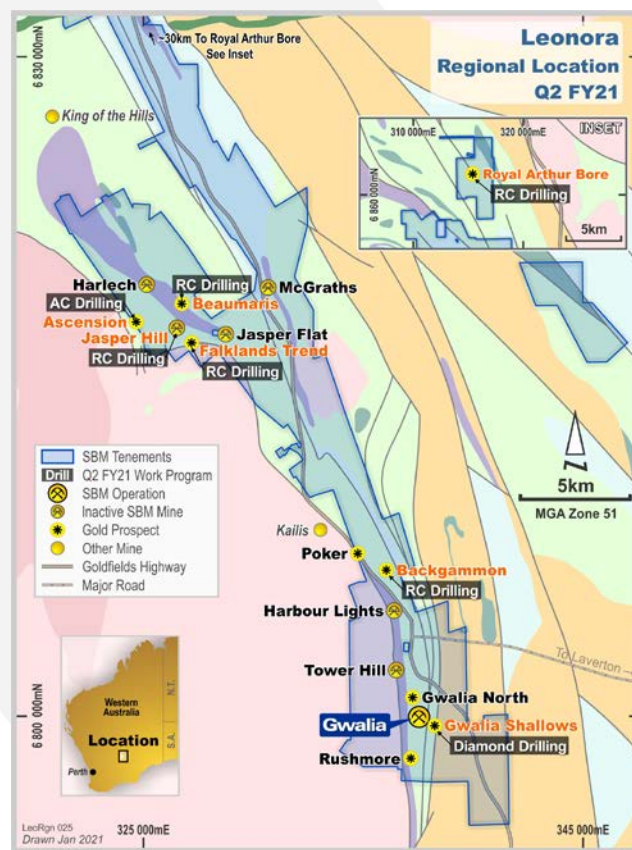 Leonora
Regional Location
Q2 FY21
~30km To Royal Arthur Bore
See Inset
6 830 000mN
King of the Hills
INSET
310 000mE
320 000mE
6 860 000mN
Royal Arthur Bore
RC Drilling
5km
Harlech
RC Drilling
McGraths
AC Drilling
Beaumaris
Ascension
Jasper Hill
Jasper Flat
RC Drilling
Falklands Trend
RC Drilling
SBM Tenements
Drill
Q2 FY21 Work Program
SBM Operation
Inactive SBM Mine
Gold Prospect
Other Mine
Goldfields Highway
Major Road
N
5km
MGA Zone 51
Kailis
Poker
Backgammon
RC Drilling
Harbour Lights
To Laverton
Tower Hill
Gwalia North
Gwalia
Gwalia Shallows
Diamond Drilling
Rushmore
6 800 000mN
Western
Australia
N.T.
S.A.
Location
Perth
LeoRgn 025
Drawn Jan 2021
325 000mE
345 000mE